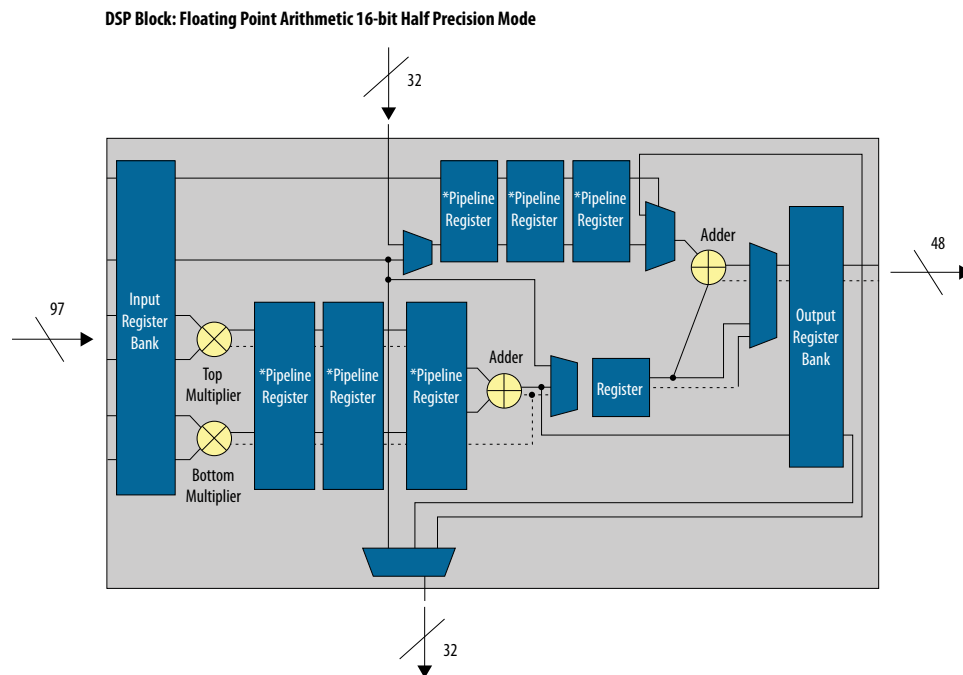 DSP Block: Floating Point Arithmetic 16-bit Half Precision Mode
32
*Pipeline
Register
*Pipeline
Register
*Pipeline
Register
Adder
48
97
Input
Register
Bank
Top
Multiplier
*Pipeline
Register
*Pipeline
Register
*Pipeline
Register
Adder
Register
Output
Register
Bank
Bottom
Multiplier
32